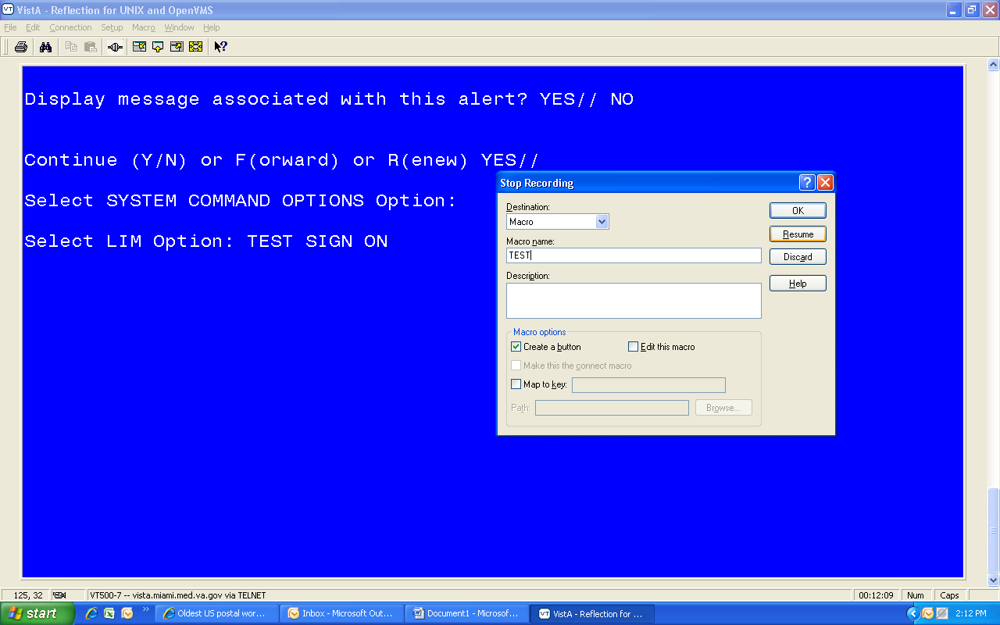 VT VistA - Reflection for UNIX and OpenVMS
File Edit Connection Setup Macro Window Help
Display message associated with this alert? YES// NO
Continue (Y/N) or F(orward) or R(enew) YES//
Select SYSTEM COMMAND OPTIONS Option:
Select LIM Option: TEST SIGN ON
Stop Recording
Destination:
Macro
OK
Macro name:
Resume
TEST
Discard
Description:
Help
Macro options
Create a button Edit this macro
Make this the connect macro
Map to key:
Path: Browse...
125, 32 VT500-7 -- vista.miami.med.va.gov via TELNET 00:12:09 Num Caps
start Oldest US postal wor... Inbox - Microsoft Out... Document1 - Microsof... VT VistA - Reflection for ... 2:12 PM